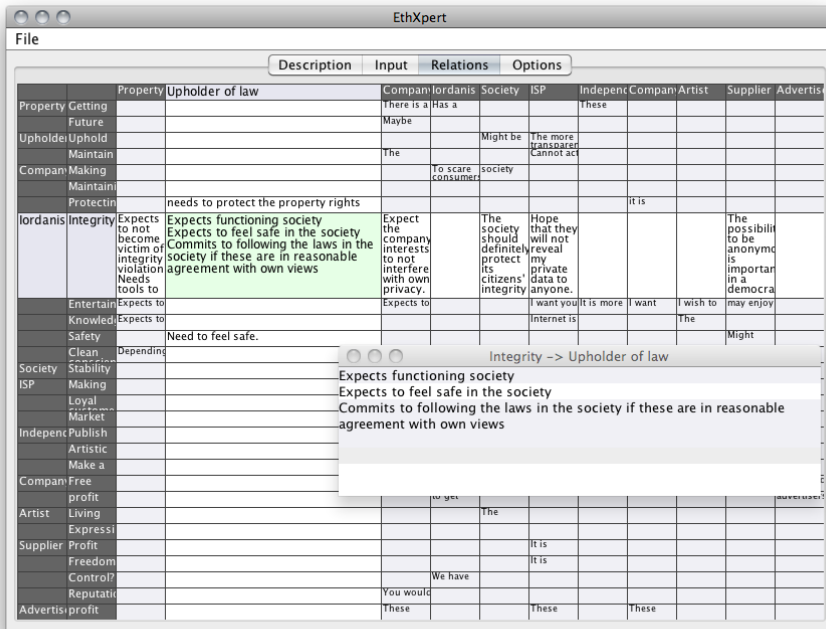 EthXpert
File
Description Input Relations Options
Property Upholder of law Company Iordanis Society ISP Independ Company Artist Supplier Advertise
Property Getting There is a Has a These
Future Maybe
Upholder Uphold Might be The more transparen
Maintain The Cannot act
Company Making To scare consumers society
Maintaini
Protectin needs to protect the property rights it is
Iordanis Integrity
Expects to not become victim of integrity violation Needs tools to
Expects functioning society
Expects to feel safe in the society
Commits to following the laws in the
society if these are in reasonable
agreement with own views
Expect the company interests to not interfere with own privacy.
The society should definitely protect its citizens' integrity
Hope that they will not reveal my private data to anyone.
The possibilit to be anonymo is importan in a democra
Entertain Expects to Expects to I want you It is more I want I wish to may enjoy
Knowled Expects to Internet is The
Safety Need to feel safe. Might
Clean Depending
Society Stability
ISP Making
Loyal
Market
Independ Publish
Artistic
Make a
Company Free
profit to get advertiser
Artist Living The
Expressi
Supplier Profit It is
Freedom It is
Control? We have
Reputatio You would
Advertise profit These These These
Integrity -> Upholder of law
Expects functioning society
Expects to feel safe in the society
Commits to following the laws in the society if these are in reasonable
agreement with own views